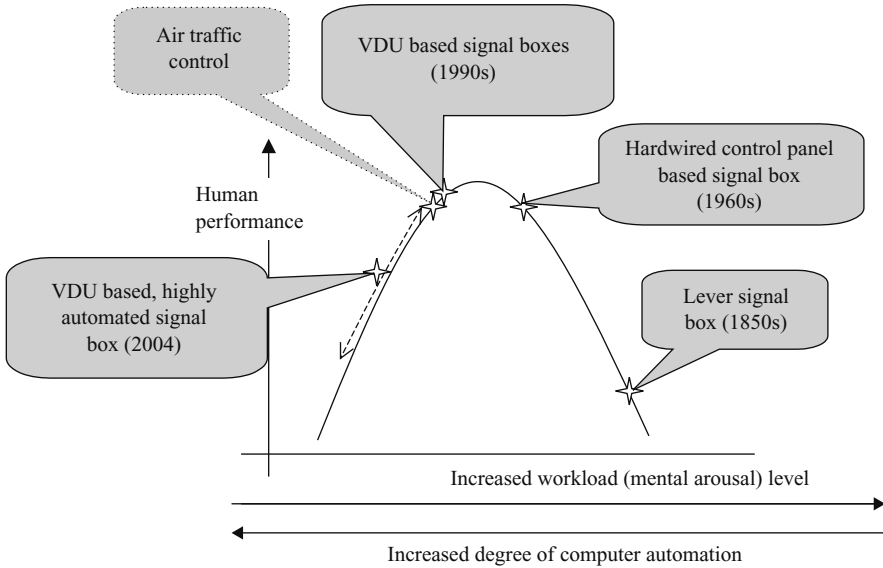 Air traffic
control
VDU based signal boxes
(1990s)
Hardwired control panel
based signal box
(1960s)
Human
performance
VDU based, highly
automated signal
box (2004)
Lever signal
box (1850s)
Increased workload (mental arousal) level
Increased degree of computer automation